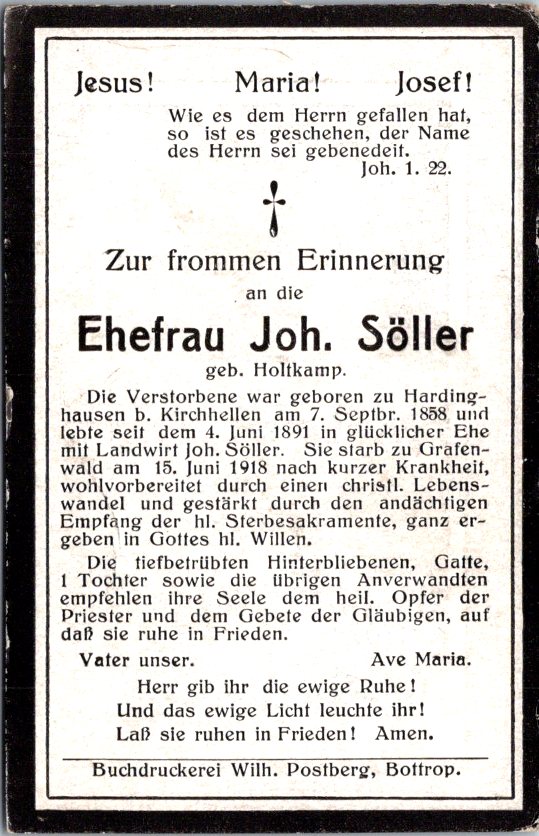 Jesus! Maria! Josef!
Wie es dem Herrn gefallen hat,
so ist es geschehen, der Name
des Herrn sei gebenedeit.
Joh. 1. 22.
Zur frommen Erinnerung
an die
Ehefrau Joh. Söller
geb. Holtkamp.
Die Verstorbene war geboren zu Harding-
hausen b. Kirchhellen am 7. Septbr. 1858 und
lebte seit dem 4. Juni 1891 in glücklicher Ehe
mit Landwirt Joh. Söller. Sie starb zu Grafen-
wald am 15. Juni 1918 nach kurzer Krankheit,
wohlvorbereitet durch einen christl. Lebens-
wandel und gestärkt durch den andächtigen
Empfang der hl. Sterbesakramente, ganz er-
geben in Gottes hl. Willen.
Die tiefbetrübten Hinterbliebenen, Gatte,
1 Tochter sowie die übrigen Anverwandten
empfehlen ihre Seele dem heil. Opfer der
Priester und dem Gebete der Gläubigen, auf
daß sie ruhe in Frieden.
Vater unser. Ave Maria.
Herr gib ihr die ewige Ruhe!
Und das ewige Licht leuchte ihr!
Laß sie ruhen in Frieden! Amen.
Buchdruckerei Wilh. Postberg, Bottrop.